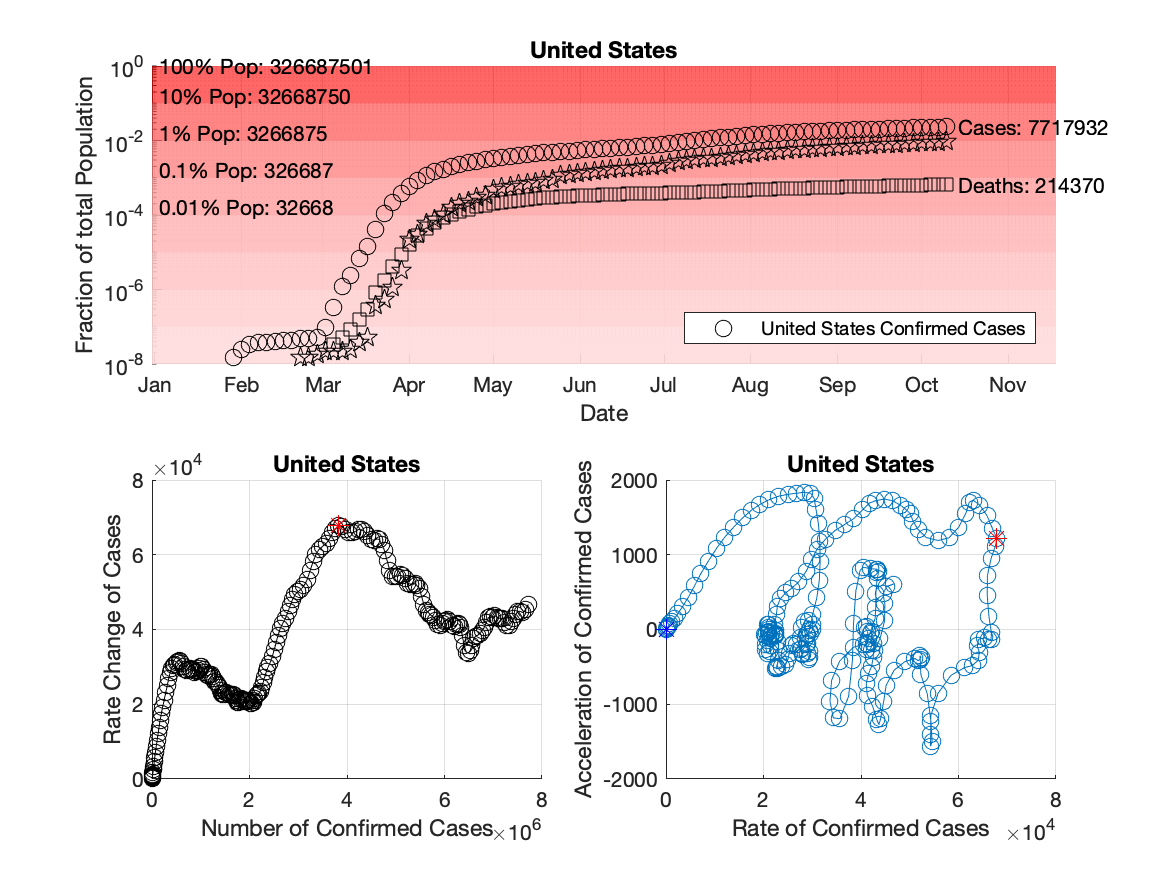 United States
10^0
10^-2
10^-4
10^-6
10^-8
Fraction of total Population
100% Pop: 326687501
10% Pop: 32668750
1% Pop: 3266875
0.1% Pop: 326687
0.01% Pop: 32668
Cases: 7717932
Deaths: 214370
United States Confirmed Cases
Jan Feb Mar Apr May Jun Jul Aug Sep Oct Nov
Date
United States
×10^4
8
6
4
2
0
Rate Change of Cases
0 2 4 6 8
Number of Confirmed Cases ×10^6
United States
2000
1000
0
-1000
-2000
Acceleration of Confirmed Cases
0 2 4 6 8
Rate of Confirmed Cases ×10^4